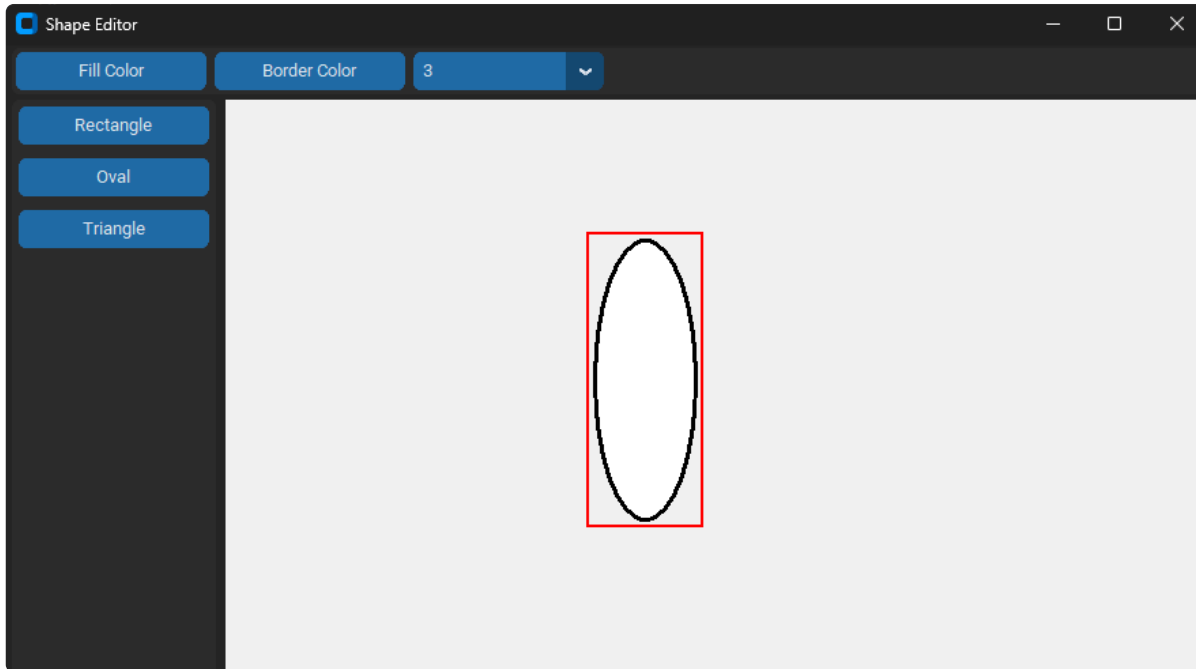 Shape Editor
Fill Color
Border Color
3
Rectangle
Oval
Triangle